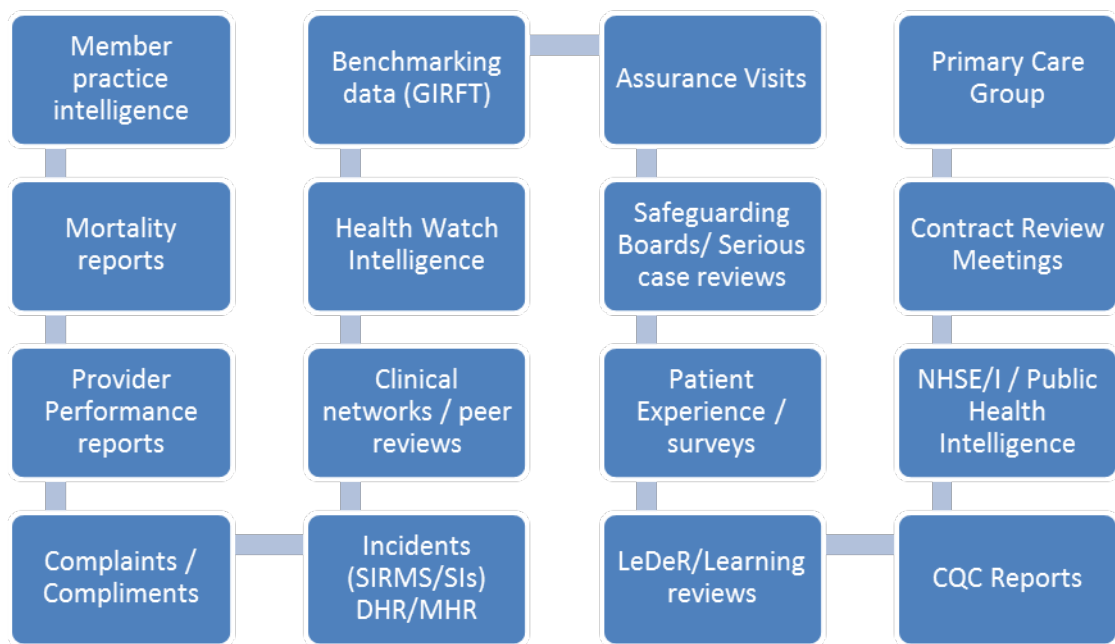 Member
practice
intelligence
Mortality
reports
Provider
Performance
reports
Complaints /
Compliments
Incidents
(SIRMS/SIs)
DHR/MHR
Clinical
networks / peer
reviews
Health Watch
Intelligence
Benchmarking
data (GIRFT)
Assurance Visits
Safeguarding
Boards/ Serious
case reviews
Patient
Experience /
surveys
LeDeR/Learning
reviews
CQC Reports
NHSE/I / Public
Health
Intelligence
Contract Review
Meetings
Primary Care
Group